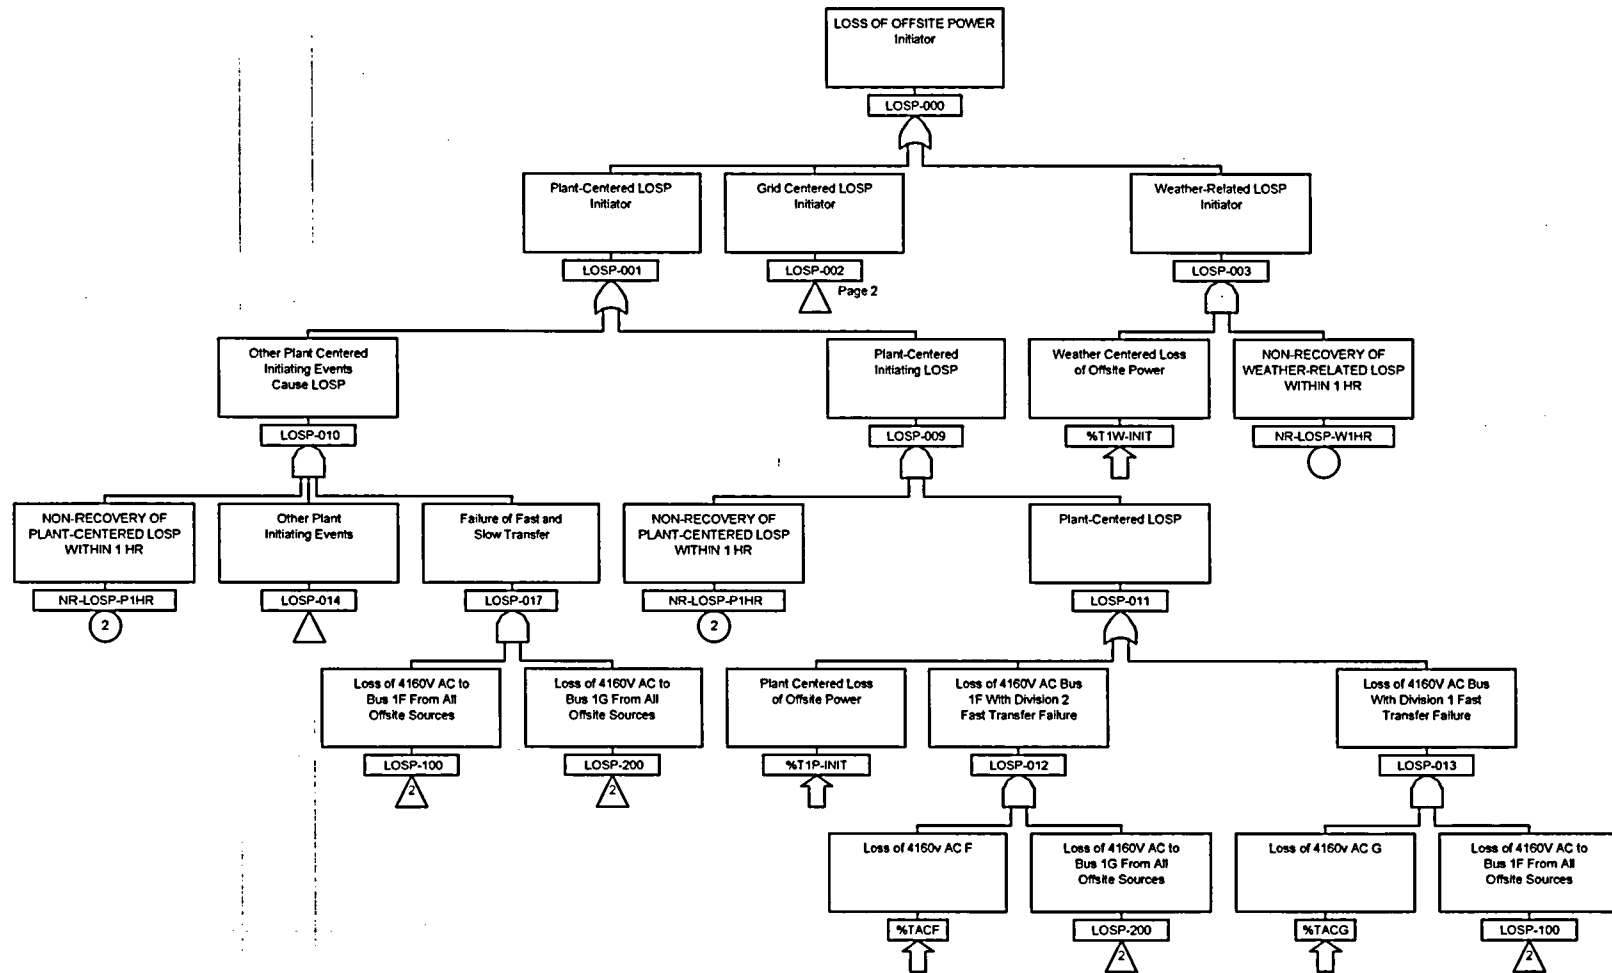 LOSS OF OFFSITE POWER
Initiator
LOSP-000
Plant-Centered LOSP
Initiator
LOSP-001
Grid Centered LOSP
Initiator
LOSP-002
Page 2
Weather-Related LOSP
Initiator
LOSP-003
Other Plant Centered
Initiating Events
Cause LOSP
LOSP-010
Plant-Centered
Initiating LOSP
LOSP-009
Weather Centered Loss
of Offsite Power
%T1W-INIT
NON-RECOVERY OF
WEATHER-RELATED LOSP
WITHIN 1 HR
NR-LOSP-W1HR
NON-RECOVERY OF
PLANT-CENTERED LOSP
WITHIN 1 HR
NR-LOSP-P1HR
2
Other Plant
Initiating Events
LOSP-014
Failure of Fast and
Slow Transfer
LOSP-017
NON-RECOVERY OF
PLANT-CENTERED LOSP
WITHIN 1 HR
NR-LOSP-P1HR
2
Plant-Centered LOSP
LOSP-011
Loss of 4160V AC to
Bus 1F From All
Offsite Sources
LOSP-100
2
Loss of 4160V AC to
Bus 1G From All
Offsite Sources
LOSP-200
2
Plant Centered Loss
of Offsite Power
%T1P-INIT
Loss of 4160V AC Bus
1F With Division 2
Fast Transfer Failure
LOSP-012
Loss of 4160V AC Bus
With Division 1 Fast
Transfer Failure
LOSP-013
Loss of 4160v AC F
%TACF
Loss of 4160V AC to
Bus 1G From All
Offsite Sources
LOSP-200
2
Loss of 4160v AC G
%TACG
Loss of 4160V AC to
Bus 1F From All
Offsite Sources
LOSP-100
2